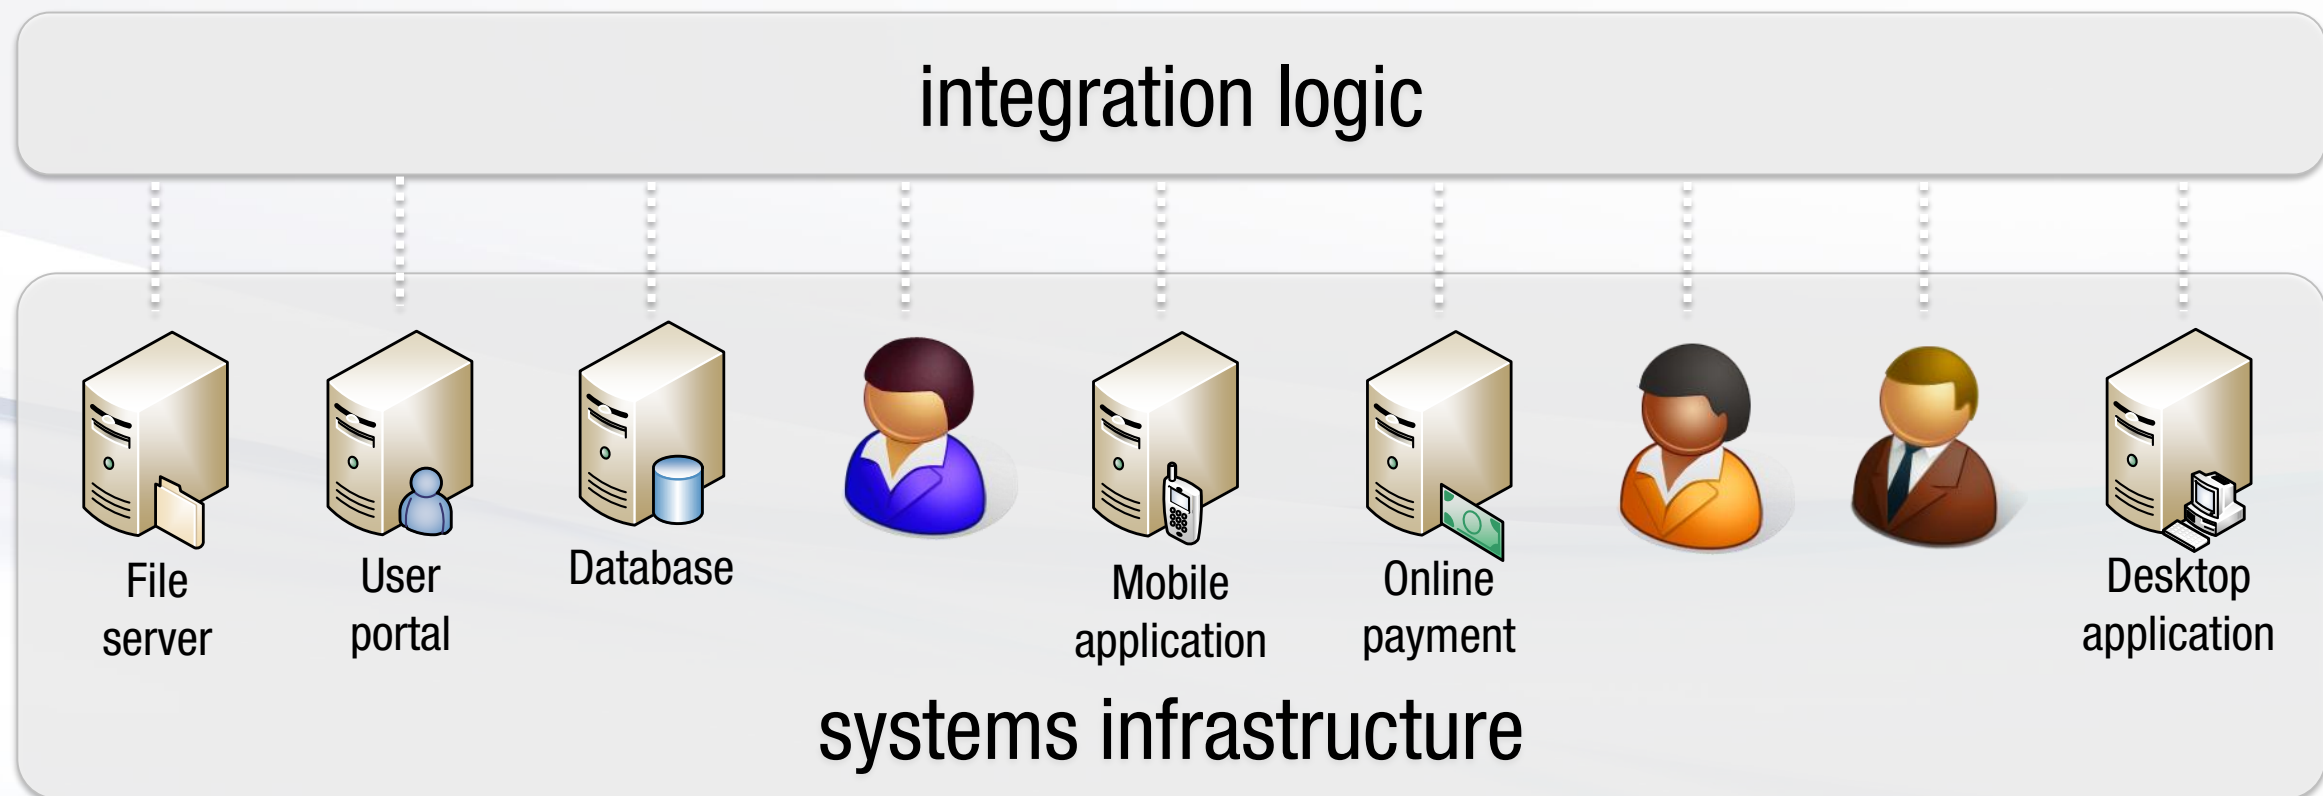 integration logic
File
server
User
portal
Database
Mobile
application
Online
payment
Desktop
application
systems infrastructure